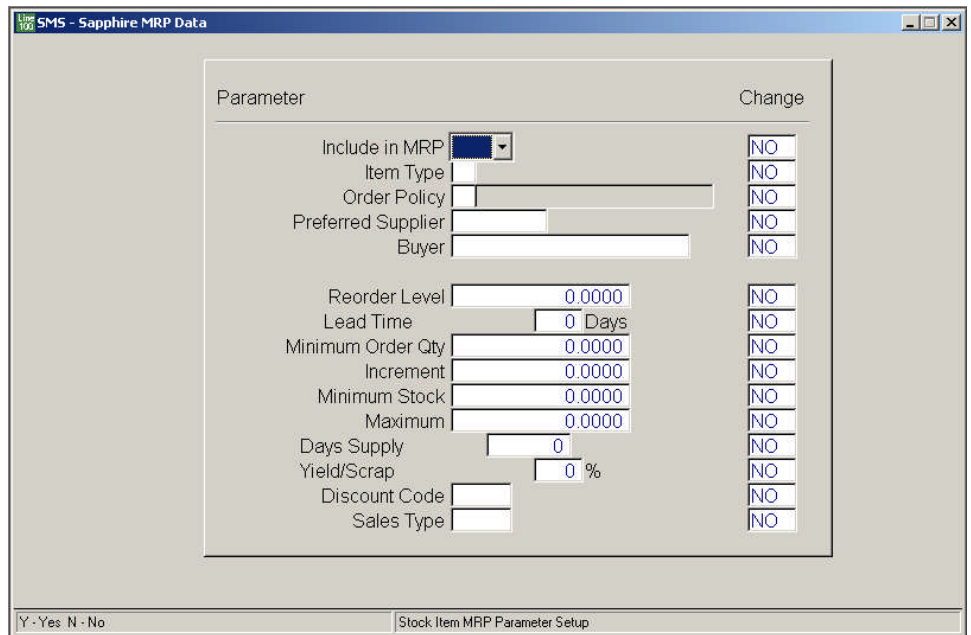 Line 100 SMS - Sapphire MRP Data
Parameter Change
Include in MRP NO
Item Type NO
Order Policy NO
Preferred Supplier NO
Buyer NO
Reorder Level 0.0000 NO
Lead Time 0 Days NO
Minimum Order Qty 0.0000 NO
Increment 0.0000 NO
Minimum Stock 0.0000 NO
Maximum 0.0000 NO
Days Supply 0 NO
Yield/Scrap 0 % NO
Discount Code NO
Sales Type NO
Y - Yes N - No Stock Item MRP Parameter Setup